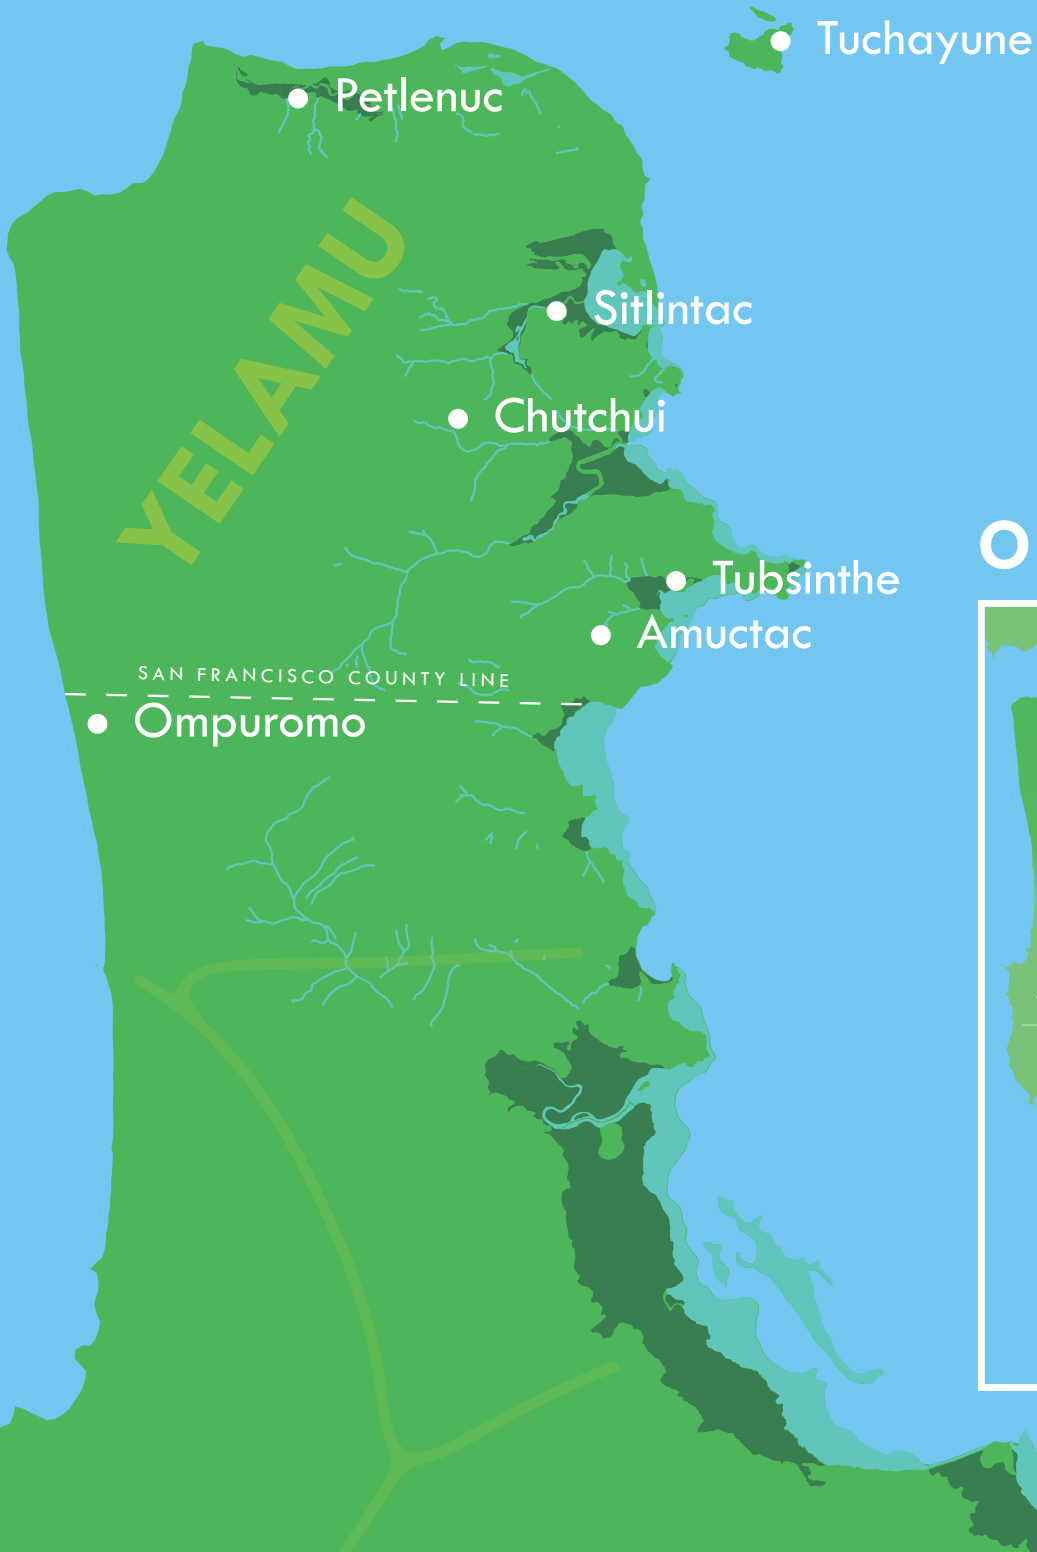 Tuchayune
Petlenuc
YELAMU
Sitlintac
Chutchui
O
Tubsinthe
Amuctac
SAN FRANCISCO COUNTY LINE
Ompuromo